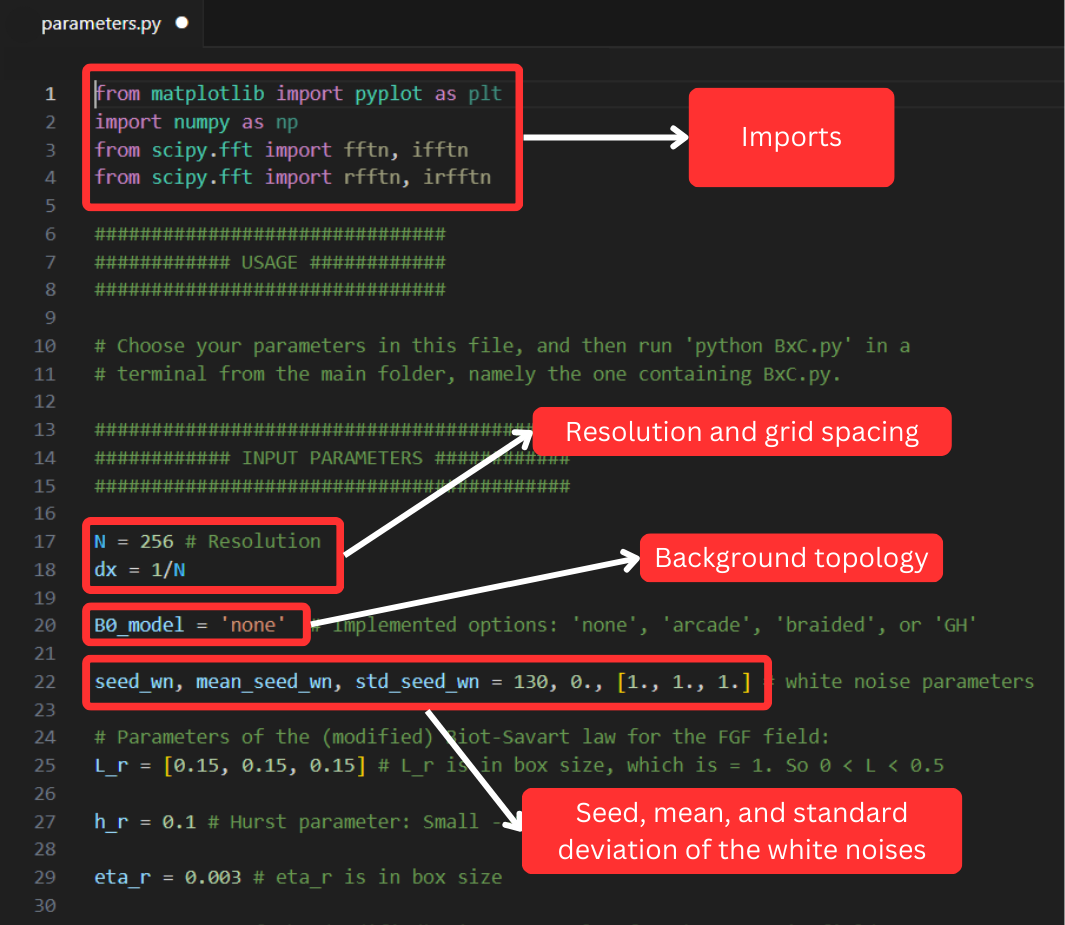 parameters.py
1 from matplotlib import pyplot as plt
2 import numpy as np
3 from scipy.fft import fftn, ifftn
4 from scipy.fft import rfftn, irfftn
Imports
5
6 ###############################
7 ############ USAGE ############
8 ###############################
9
10 # Choose your parameters in this file, and then run 'python BxC.py' in a
11 # terminal from the main folder, namely the one containing BxC.py.
12
13 #######################################
Resolution and grid spacing
14 ############ INPUT PARAMETERS ############
15 ##########################################
16
17 N = 256 # Resolution
18 dx = 1/N
Background topology
19
20 B0_model = 'none' # Implemented options: 'none', 'arcade', 'braided', or 'GH'
21
22 seed_wn, mean_seed_wn, std_seed_wn = 130, 0., [1., 1., 1.] # white noise parameters
23
24 # Parameters of the (modified) Biot-Savart law for the FGF field:
25 L_r = [0.15, 0.15, 0.15] # L_r is in box size, which is = 1. So 0 < L < 0.5
26
27 h_r = 0.1 # Hurst parameter: Small -
Seed, mean, and standard
deviation of the white noises
28
29 eta_r = 0.003 # eta_r is in box size
30